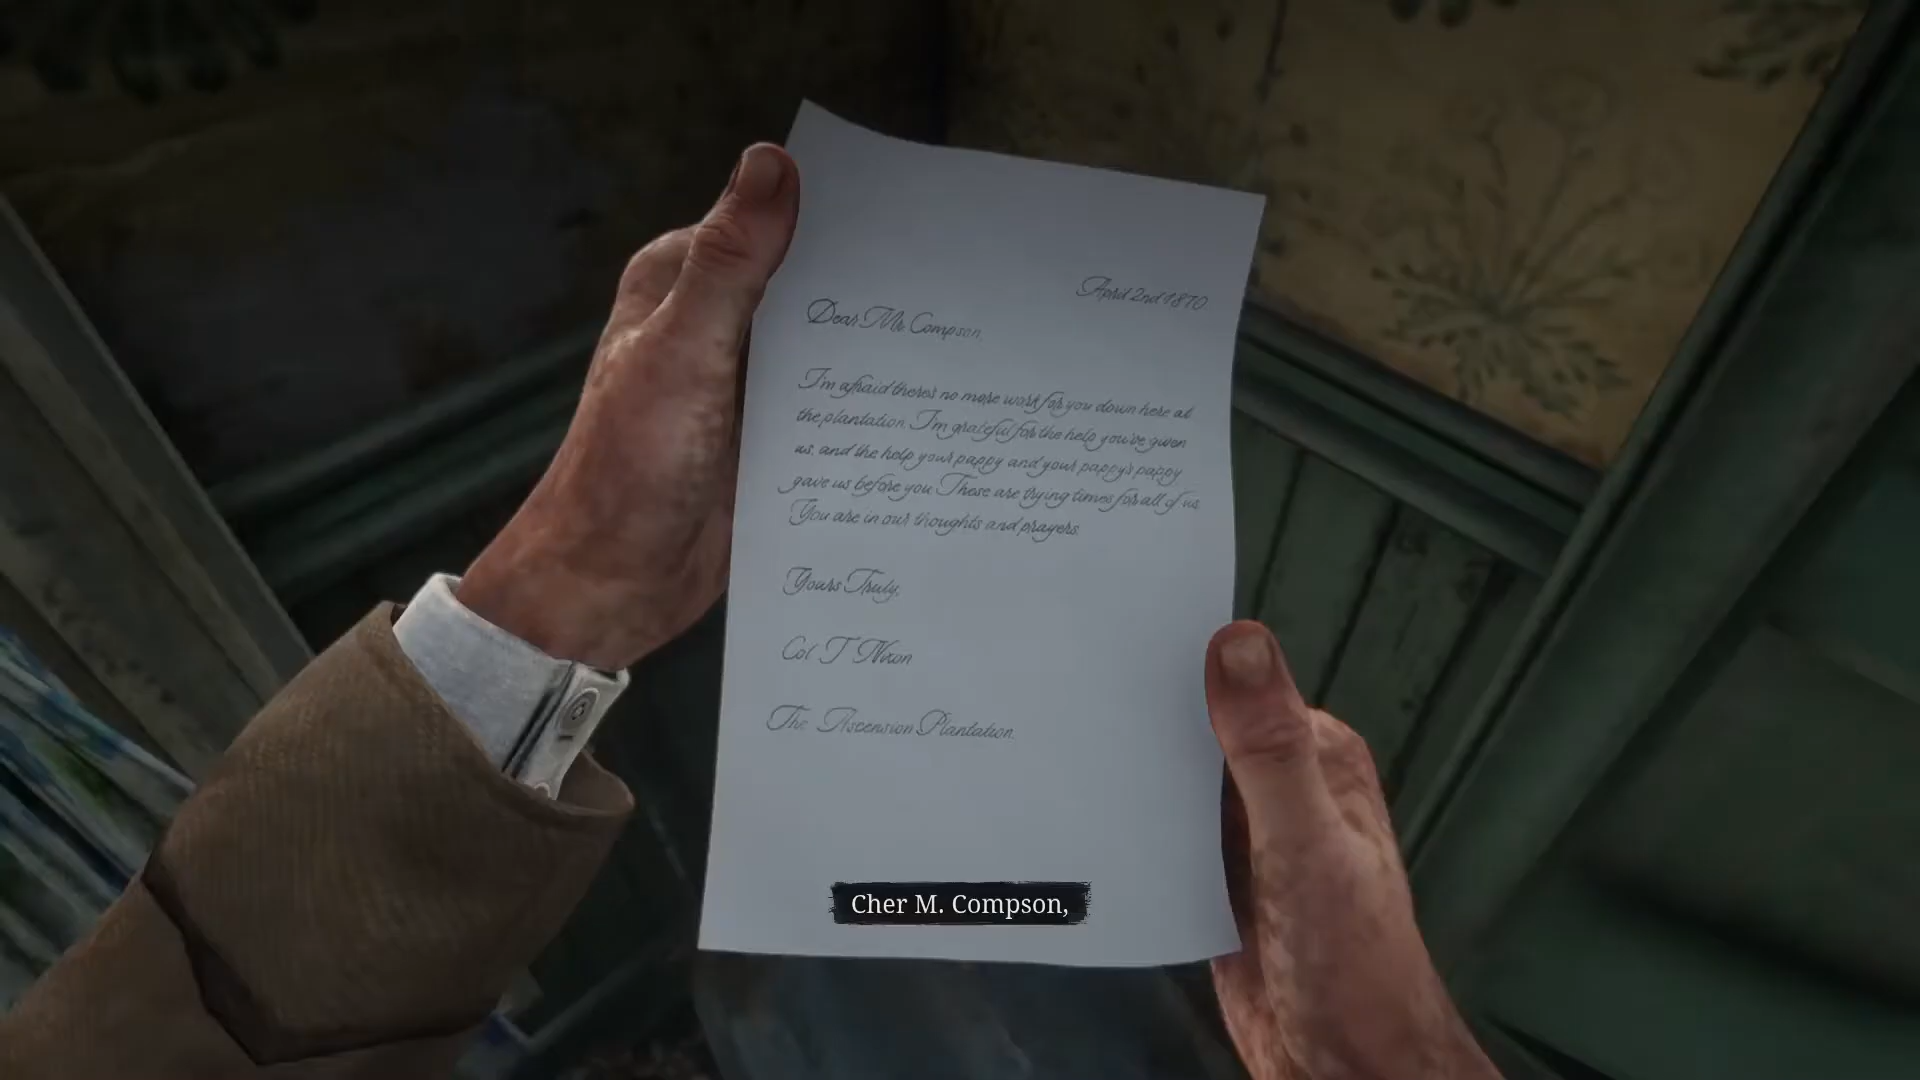 April 2nd 1870
Dear Mr. Compson,
I'm afraid there's no more work for you down here at
the plantation. I'm grateful for the help you've given
us, and the help your pappy and your pappy's pappy
gave us before you. These are trying times for all of us.
You are in our thoughts and prayers.
Yours Truly,
Col T Nixon
The Ascension Plantation.
Cher M. Compson,